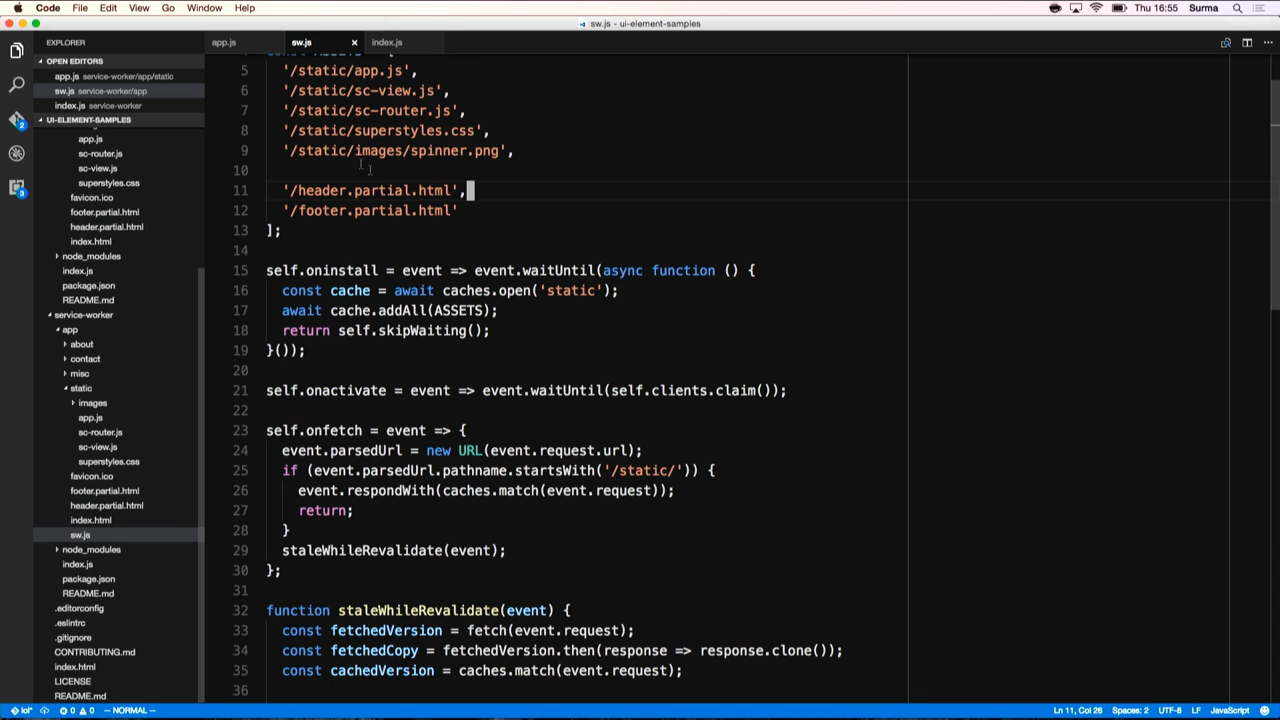 Code File Edit View Go Window Help Thu 16:55 Surma
sw.js - ui-element-samples
EXPLORER
app.js sw.js index.js
OPEN EDITORS
app.js service-worker/app/static
sw.js service-worker/app
index.js service-worker
UI-ELEMENT-SAMPLES
app.js
sc-router.js
sc-view.js
superstyles.css
favicon.ico
footer.partial.html
header.partial.html
index.html
node_modules
index.js
package.json
README.md
service-worker
app
about
contact
misc
static
images
app.js
sc-router.js
sc-view.js
superstyles.css
favicon.ico
footer.partial.html
header.partial.html
index.html
sw.js
node_modules
index.js
package.json
README.md
.editorconfig
.eslintrc
.gitignore
CONTRIBUTING.md
index.html
LICENSE
README.md
2
3
5 '/static/app.js',
6 '/static/sc-view.js',
7 '/static/sc-router.js',
8 '/static/superstyles.css',
9 '/static/images/spinner.png',
10
11 '/header.partial.html',
12 '/footer.partial.html'
13 ];
14
15 self.oninstall = event => event.waitUntil(async function () {
16 const cache = await caches.open('static');
17 await cache.addAll(ASSETS);
18 return self.skipWaiting();
19 }());
20
21 self.onactivate = event => event.waitUntil(self.clients.claim());
22
23 self.onfetch = event => {
24 event.parsedUrl = new URL(event.request.url);
25 if (event.parsedUrl.pathname.startsWith('/static/')) {
26 event.respondWith(caches.match(event.request));
27 return;
28 }
29 staleWhileRevalidate(event);
30 };
31
32 function staleWhileRevalidate(event) {
33 const fetchedVersion = fetch(event.request);
34 const fetchedCopy = fetchedVersion.then(response => response.clone());
35 const cachedVersion = caches.match(event.request);
36
lol* 0 0 -- NORMAL -- Ln 11, Col 26 Spaces: 2 UTF-8 LF JavaScript